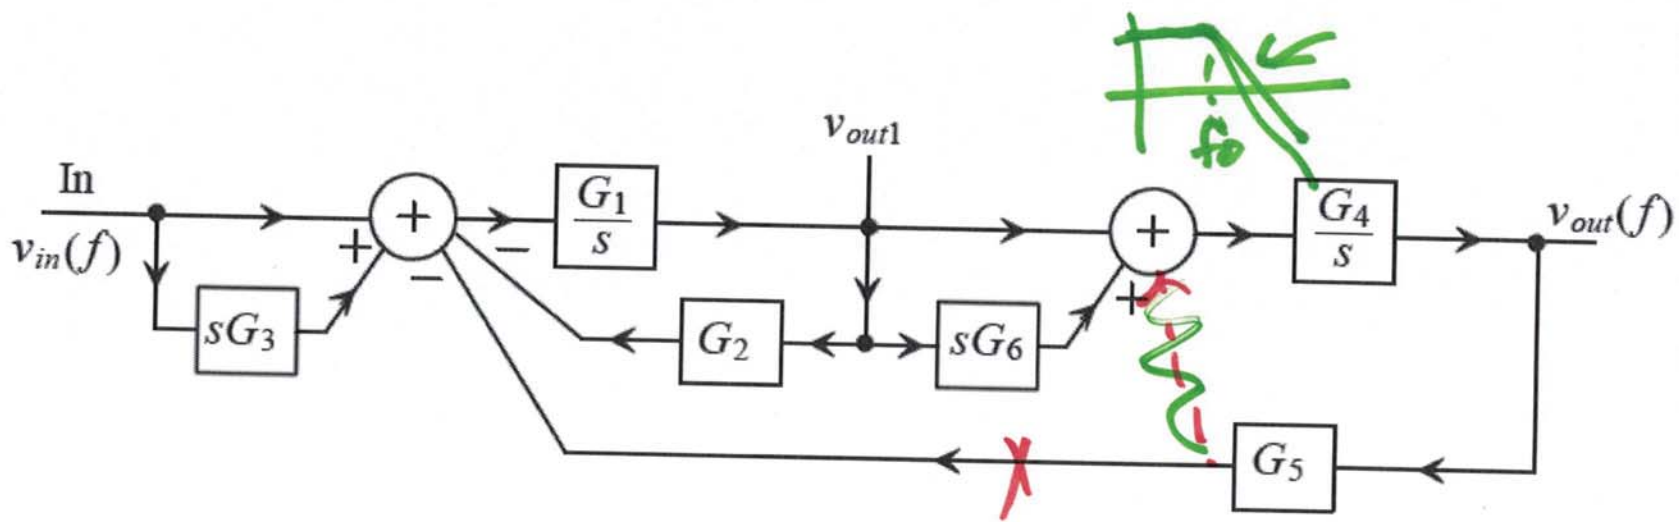 v_out1
In
v_in(f)
+
+
−
−
G_1
s
sG_3
G_2
sG_6
+
+
f_0
G_4
s
v_out(f)
G_5